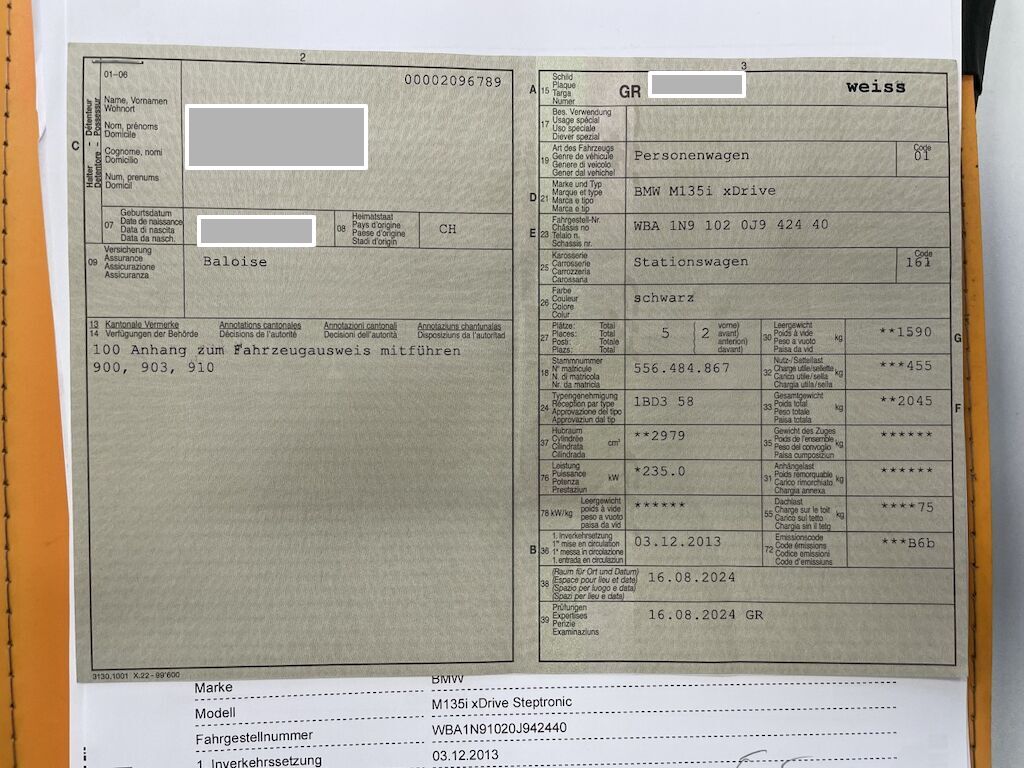 2
00002096789
C
01–06
Halter – Détenteur
Detentore – Possessur
Name, Vornamen
Wohnort
Nom, prénoms
Domicile
Cognome, nomi
Domicilio
Num, prenums
Domicil
07
Geburtsdatum
Date de naissance
Data di nascita
Data da nasch.
08
Heimatstaat
Pays d'origine
Paese d'origine
Stadi d'origin
CH
09
Versicherung
Assurance
Assicurazione
Assicuranza
Baloise
13 Kantonale Vermerke Annotations cantonales Annotazioni cantonali Annotaziuns chantunalas
14 Verfügungen der Behörde Décisions de l'autorité Decisioni dell'autorità Disposiziuns da l'autoritad
100 Anhang zum Fahrzeugausweis mitführen
900, 903, 910
3130.1001 X.22 - 99'600
3
A 15
Schild
Plaque
Targa
Numer
GR
weiss
17
Bes. Verwendung
Usage spécial
Uso speciale
Diever spezial
19
Art des Fahrzeugs
Genre de véhicule
Genere di veicolo
Gener dal vehichel
Personenwagen
Code
01
D 21
Marke und Typ
Marque et type
Marca e tipo
Marca e tip
BMW M135i xDrive
E 23
Fahrgestell-Nr.
Châssis no
Telaio n.
Schassis nr.
WBA 1N9 102 0J9 424 40
25
Karosserie
Carrosserie
Carrozzeria
Carossaria
Stationswagen
Code
161
26
Farbe
Couleur
Colore
Colur
schwarz
27
Plätze: Total
Places: Total
Posti: Totale
Plazs: Total
5
2
vorne)
avant)
anteriori)
davant)
30
Leergewicht
Poids à vide
Peso a vuoto
Paisa da vid
kg
**1590
G
18
Stammnummer
N° matricule
N. di matricola
Nr. da matricla
556.484.867
32
Nutz-/Sattellast
Charge utile/sellette
Carico utile/sella
Chargia utila/sella
kg
***455
24
Typengenehmigung
Réception par type
Approvazione del tipo
Approvaziun dal tip
1BD3 58
33
Gesamtgewicht
Poids total
Peso totale
Paisa totala
kg
**2045
F
37
Hubraum
Cylindrée
Cilindrata
Cilindrada
cm³
**2979
35
Gewicht des Zuges
Poids de l'ensemble
Peso del convoglio
Paisa cumposiziun
kg
******
76
Leistung
Puissance
Potenza
Prestaziun
kW
*235.0
31
Anhängelast
Poids remorquable
Carico rimorchiato
Chargia annexa
kg
******
78 kW/kg
Leergewicht
poids à vide
peso a vuoto
paisa da vid
******
55
Dachlast
Charge sur le toit
Carico sul tetto
Chargia sin il tetg
kg
****75
B 36
1. Inverkehrsetzung
1re mise en circulation
1a messa in circolazione
1. entrada en circulaziun
03.12.2013
72
Emissionscode
Code émissions
Codice emissioni
Code d'emissiuns
***B6b
38
(Raum für Ort und Datum)
(Espace pour lieu et date)
(Spazio per luogo e data)
(Spazi per lieu e data)
16.08.2024
39
Prüfungen
Expertises
Perizie
Examinaziuns
16.08.2024 GR
Marke BMW
Modell M135i xDrive Steptronic
Fahrgestellnummer WBA1N91020J942440
1. Inverkehrssetzung 03.12.2013